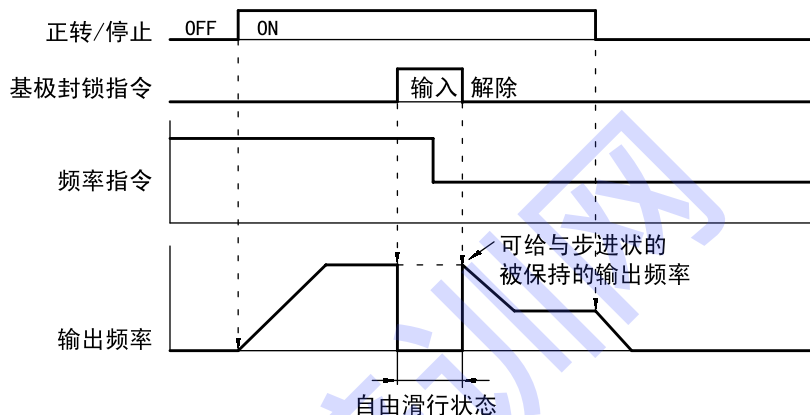 正转/停止 OFF ON
基极封锁指令 输入 解除
频率指令
可给与步进状的
被保持的输出频率
输出频率
自由滑行状态
训网